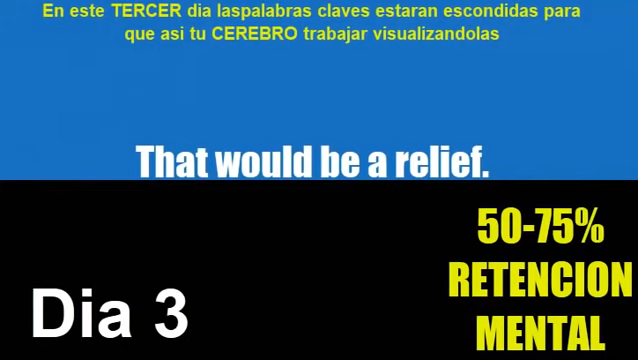 En este TERCER dia laspalabras claves estaran escondidas para
que asi tu CEREBRO trabajar visualizandolas
That would be a relief.
50-75%
RETENCION
MENTAL
Dia 3